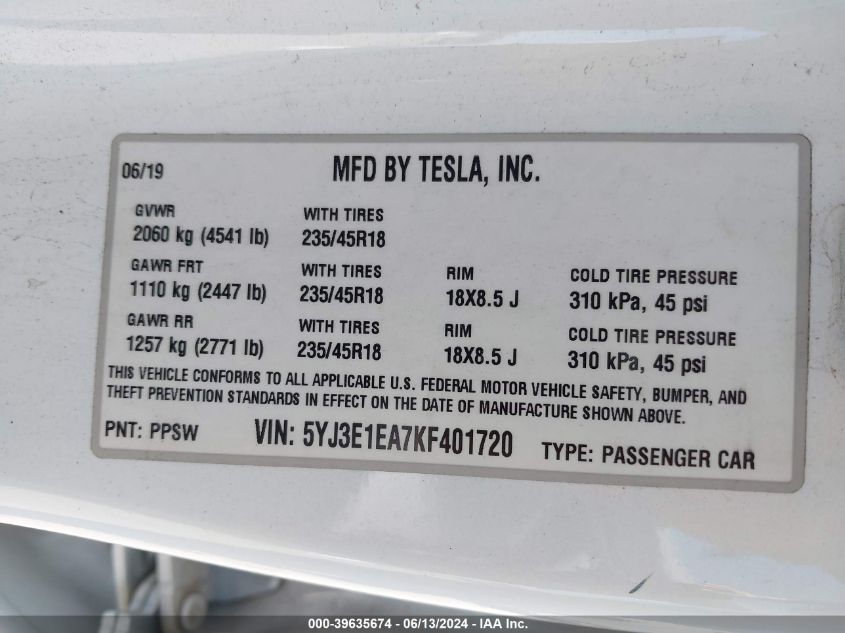 06/19 MFD BY TESLA, INC.
GVWR WITH TIRES
2060 kg (4541 lb) 235/45R18
GAWR FRT WITH TIRES RIM COLD TIRE PRESSURE
1110 kg (2447 lb) 235/45R18 18X8.5 J 310 kPa, 45 psi
GAWR RR WITH TIRES RIM COLD TIRE PRESSURE
1257 kg (2771 lb) 235/45R18 18X8.5 J 310 kPa, 45 psi
THIS VEHICLE CONFORMS TO ALL APPLICABLE U.S. FEDERAL MOTOR VEHICLE SAFETY, BUMPER, AND
THEFT PREVENTION STANDARDS IN EFFECT ON THE DATE OF MANUFACTURE SHOWN ABOVE.
PNT: PPSW VIN: 5YJ3E1EA7KF401720 TYPE: PASSENGER CAR
000-39635674 - 06/13/2024 - IAA Inc.